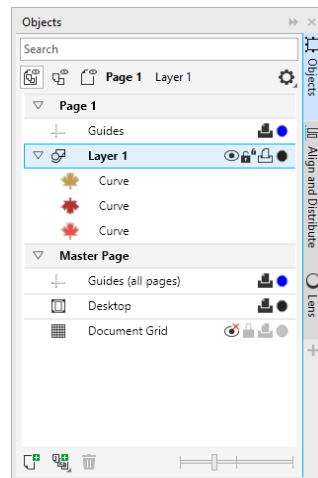 Objects
Search
Page 1 Layer 1
Page 1
Guides
Layer 1
Curve
Curve
Curve
Master Page
Guides (all pages)
Desktop
Document Grid
Objects
Align and Distribute
Lens